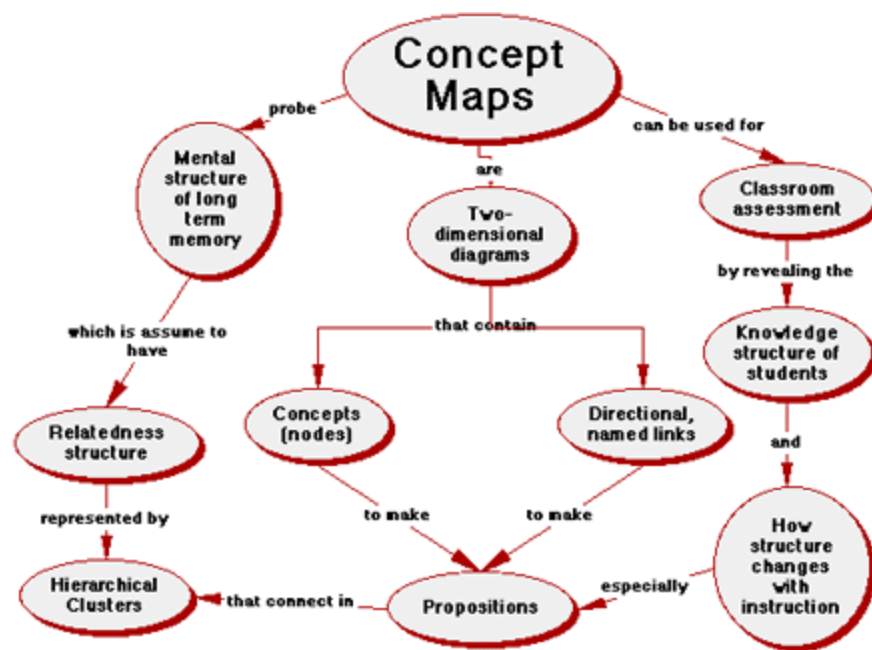 Concept
Maps
probe
can be used for
are
Mental
structure
of long
term
memory
Two-
dimensional
diagrams
Classroom
assessment
by revealing the
which is assume to
have
that contain
Knowledge
structure of
students
Relatedness
structure
Concepts
(nodes)
Directional,
named links
and
represented by
to make
to make
How
structure
changes
with
instruction
Hierarchical
Clusters
that connect in
Propositions
especially